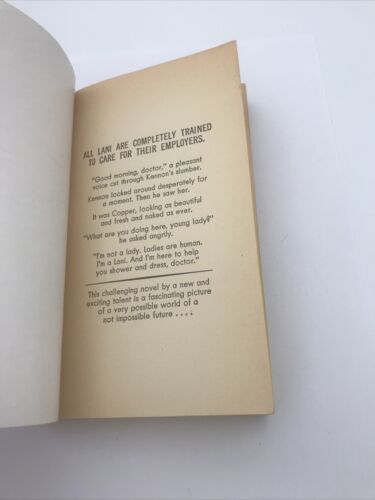 ALL LANI ARE COMPLETELY TRAINED
TO CARE FOR THEIR EMPLOYERS.
"Good morning, doctor," a pleasant
voice cut through Kennon's slumber.
Kennon looked around desperately for
a moment. Then he saw her.
It was Copper, looking as beautiful
and fresh and naked as ever.
"What are you doing here, young lady?"
he asked angrily.
"I'm not a lady. Ladies are human.
I'm a Lani. And I'm here to help
you shower and dress, doctor."
This challenging novel by a new and
exciting talent is a fascinating picture
of a very possible world of a
not impossible future . . . .